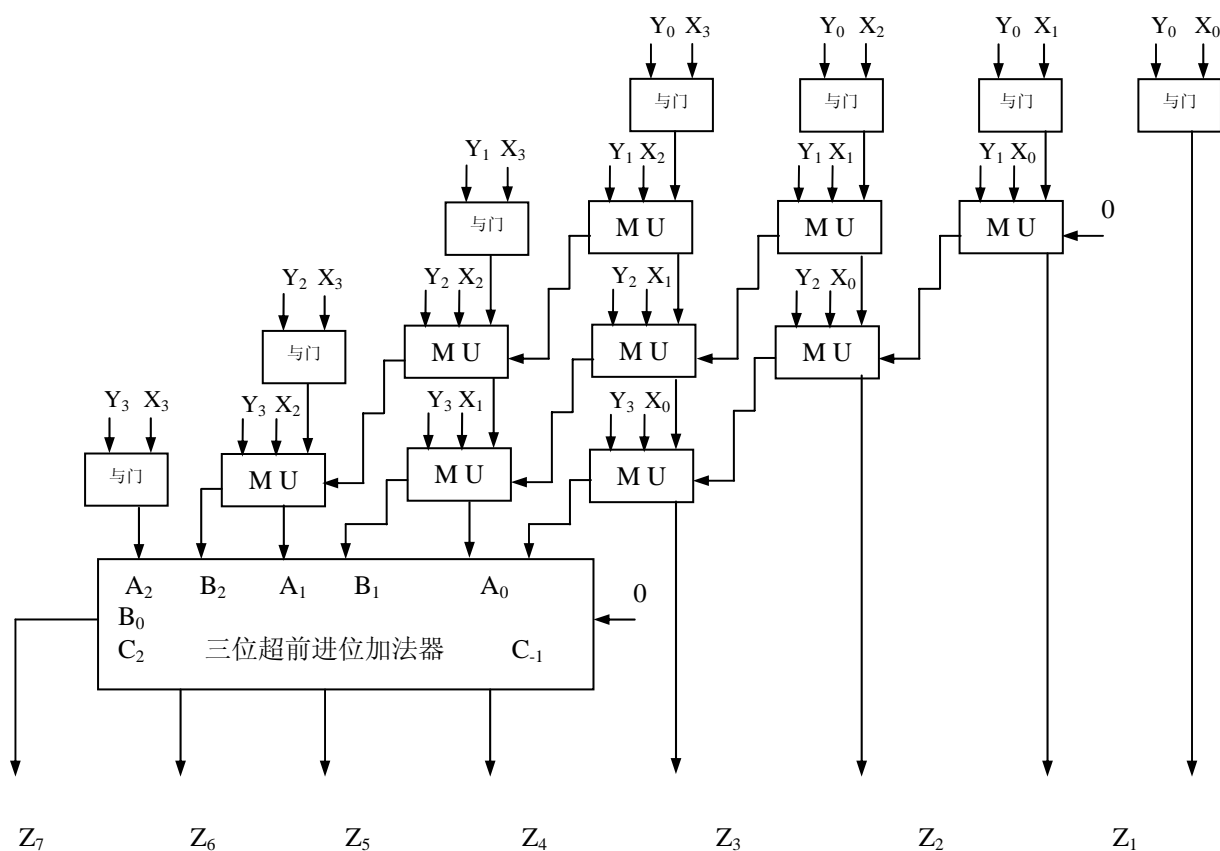 Y₀ X₃ Y₀ X₂ Y₀ X₁ Y₀ X₀
与门 与门 与门 与门
Y₁ X₃ Y₁ X₂ Y₁ X₁ Y₁ X₀
与门 M U M U M U 0
Y₂ X₃ Y₂ X₂ Y₂ X₁ Y₂ X₀
与门 M U M U M U
Y₃ X₃ Y₃ X₂ Y₃ X₁ Y₃ X₀
与门 M U M U M U
A₂ B₂ A₁ B₁ A₀ 0
B₀
C₂ 三位超前进位加法器 C₋₁
Z₇ Z₆ Z₅ Z₄ Z₃ Z₂ Z₁